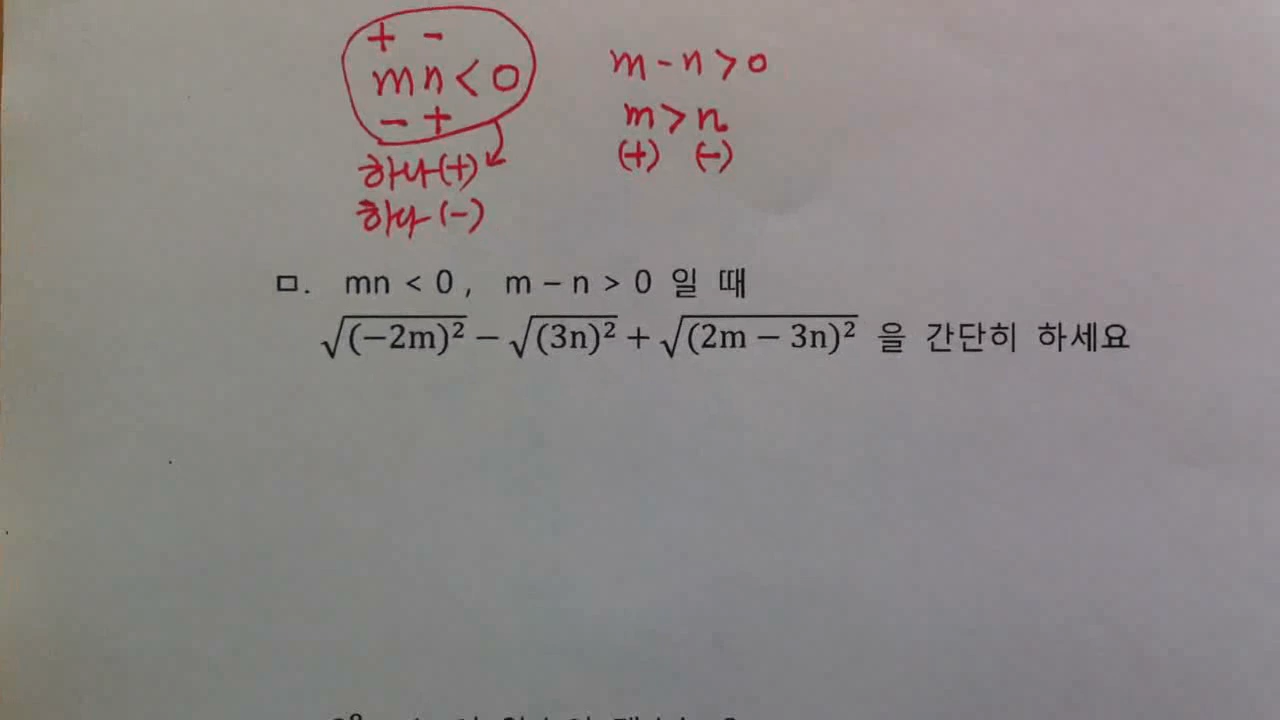 + -
mn < 0
- +
하나 (+)
하나 (-)
m - n > 0
m > n
(+) (-)
ㅁ. mn < 0 , m − n > 0 일 때
√(−2m)² − √(3n)² + √(2m − 3n)² 을 간단히 하세요